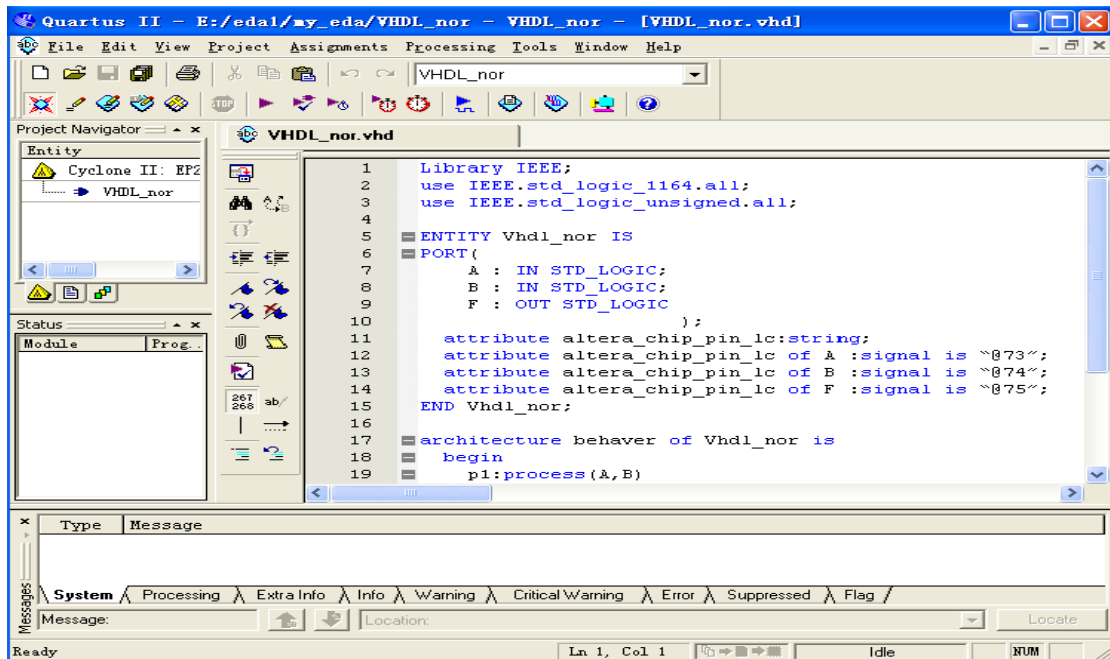 Quartus II - E:/eda1/my_eda/VHDL_nor - VHDL_nor - [VHDL_nor.vhd]
File Edit View Project Assignments Processing Tools Window Help
VHDL_nor
STOP
Project Navigator
Entity
Cyclone II: EP2
VHDL_nor
Status
Module Prog..
VHDL_nor.vhd
267
268
ab/
1 Library IEEE;
2 use IEEE.std_logic_1164.all;
3 use IEEE.std_logic_unsigned.all;
4
5 ENTITY Vhdl_nor IS
6 PORT(
7 A : IN STD_LOGIC;
8 B : IN STD_LOGIC;
9 F : OUT STD_LOGIC
10 );
11 attribute altera_chip_pin_lc:string;
12 attribute altera_chip_pin_lc of A :signal is "@73";
13 attribute altera_chip_pin_lc of B :signal is "@74";
14 attribute altera_chip_pin_lc of F :signal is "@75";
15 END Vhdl_nor;
16
17 architecture behaver of Vhdl_nor is
18 begin
19 p1:process(A,B)
Messages
Type Message
System Processing Extra Info Info Warning Critical Warning Error Suppressed Flag
Message: Location: Locate
Ready Ln 1, Col 1 Idle NUM